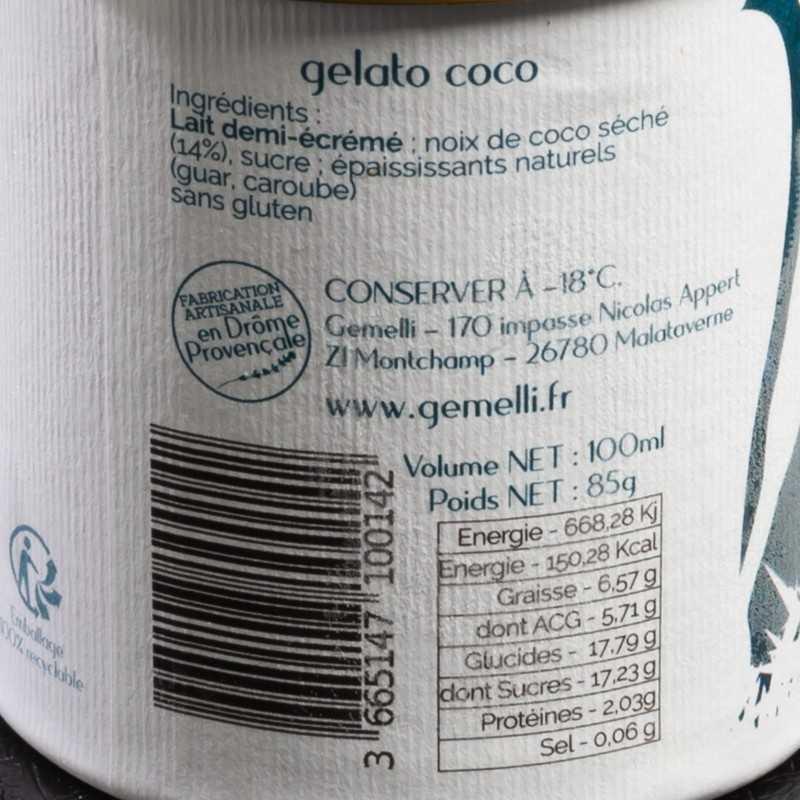 gelato coco
Ingrédients :
Lait demi-écrémé ; noix de coco séché
(14%), sucre ; épaississants naturels
(guar, caroube)
sans gluten
FABRICATION
ARTISANALE
en Drôme
Provençale
CONSERVER À -18°C.
Gemelli - 170 impasse Nicolas Appert
ZI Montchamp - 26780 Malataverne
www.gemelli.fr
Volume NET : 100ml
Poids NET : 85g
Energie - 668,28 Kj
Energie - 150,28 Kcal
Graisse - 6,57 g
dont ACG - 5,71 g
Glucides - 17,79 g
dont Sucres - 17,23 g
Protéines - 2,03g
Sel - 0,06 g
3 665147 100142
Emballage
100% recyclable